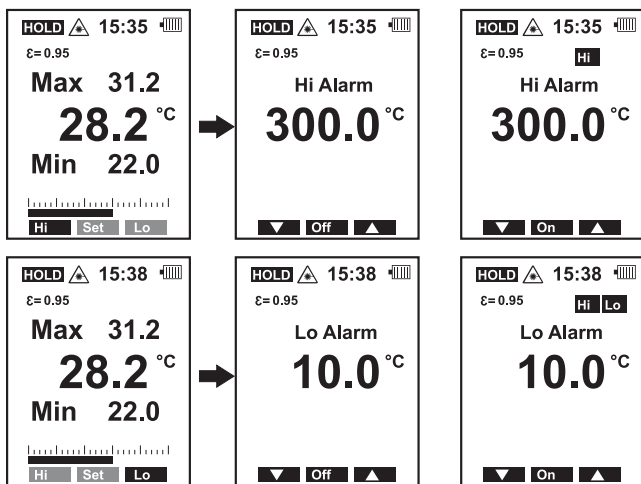 HOLD 15:35
ε= 0.95
Max 31.2
28.2 °C
Min 22.0
Hi Set Lo
HOLD 15:35
ε= 0.95
Hi Alarm
300.0 °C
▼ Off ▲
HOLD 15:35
ε= 0.95
Hi
Hi Alarm
300.0 °C
▼ On ▲
HOLD 15:38
ε= 0.95
Max 31.2
28.2 °C
Min 22.0
Hi Set Lo
HOLD 15:38
ε= 0.95
Lo Alarm
10.0 °C
▼ Off ▲
HOLD 15:38
ε= 0.95
Hi Lo
Lo Alarm
10.0 °C
▼ On ▲